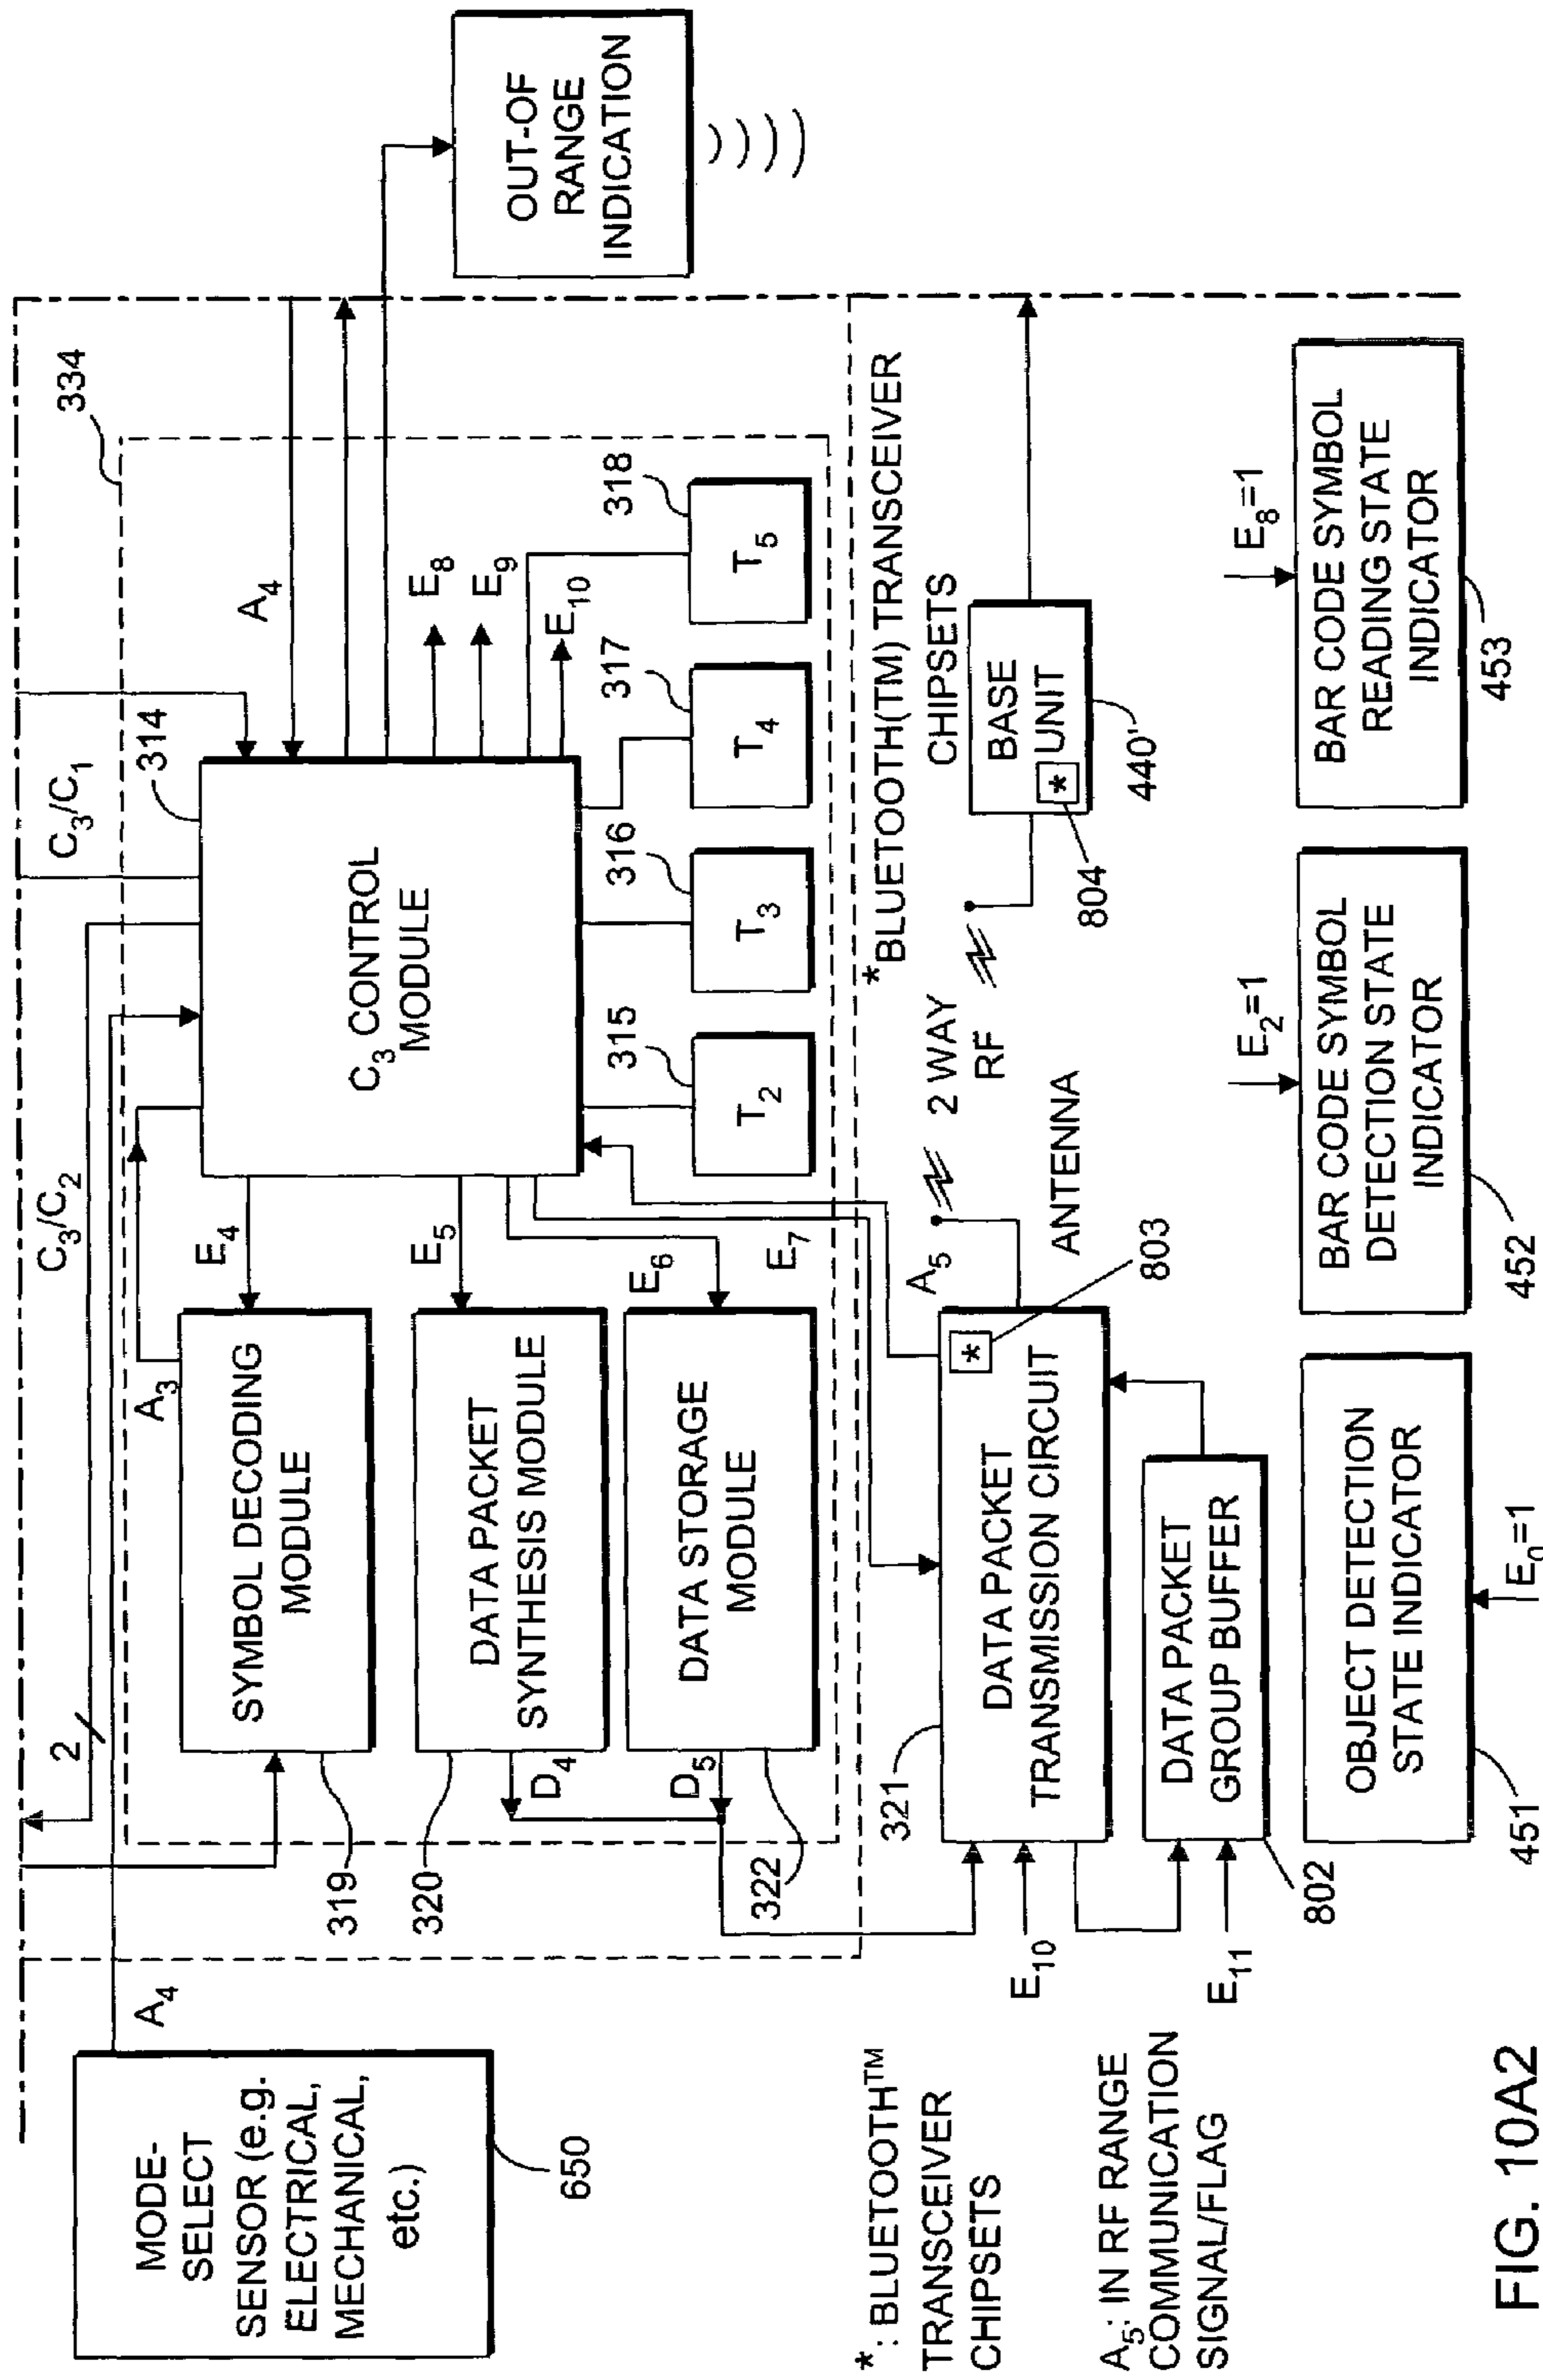 MODE-
SELECT
SENSOR (e.g.
ELECTRICAL,
MECHANICAL,
etc.)
650
A4
2
C3/C2
C3/C1
334
A3
SYMBOL DECODING
MODULE
319
E4
314
C3 CONTROL
MODULE
A4
OUT-OF
RANGE
INDICATION
DATA PACKET
SYNTHESIS MODULE
320
D4
E5
E8
E9
E10
DATA STORAGE
MODULE
322
D5
E6
E7
315
T2
316
T3
317
T4
318
T5
*BLUETOOTH(TM) TRANSCEIVER
CHIPSETS
*: BLUETOOTH™
TRANSCEIVER
CHIPSETS
321
DATA PACKET
TRANSMISSION CIRCUIT
*
803
E10
A5
2 WAY
RF
ANTENNA
BASE
UNIT
*
804
440"
A5: IN RF RANGE
COMMUNICATION
SIGNAL/FLAG
DATA PACKET
GROUP BUFFER
802
E11
OBJECT DETECTION
STATE INDICATOR
451
E0=1
E2=1
BAR CODE SYMBOL
DETECTION STATE
INDICATOR
452
E8=1
BAR CODE SYMBOL
READING STATE
INDICATOR
453
FIG. 10A2